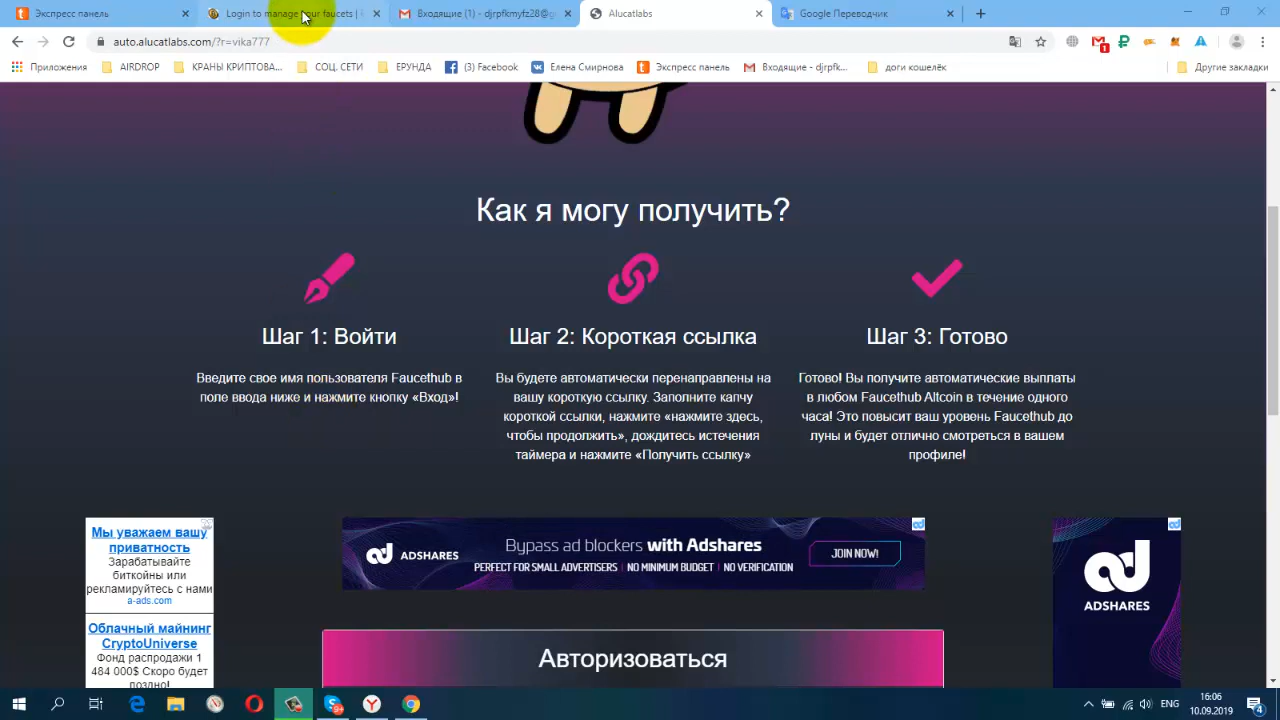 Экспресс панель
Login to manage your faucets |
Входящие (1) - djrpfkmyfz28@g
Alucatlabs
Google Переводчик
auto.alucatlabs.com/?r=vika777
1
Приложения
AIRDROP
КРАНЫ КРИПТОВА...
СОЦ. СЕТИ
ЕРУНДА
(3) Facebook
Елена Смирнова
Экспресс панель
Входящие - djrpfk...
доги кошелёк
Другие закладки
Как я могу получить?
Шаг 1: Войти
Введите свое имя пользователя Faucethub в
поле ввода ниже и нажмите кнопку «Вход»!
Шаг 2: Короткая ссылка
Вы будете автоматически перенаправлены на
вашу короткую ссылку. Заполните капчу
короткой ссылки, нажмите «нажмите здесь,
чтобы продолжить», дождитесь истечения
таймера и нажмите «Получить ссылку»
Шаг 3: Готово
Готово! Вы получите автоматические выплаты
в любом Faucethub Altcoin в течение одного
часа! Это повысит ваш уровень Faucethub до
луны и будет отлично смотреться в вашем
профиле!
Мы уважаем вашу
приватность
Зарабатывайте
биткойны или
рекламируйтесь с нами
a-ads.com
Облачный майнинг
CryptoUniverse
Фонд распродажи 1
484 000$ Скоро будет
поздно!
ad ADSHARES
Bypass ad blockers with Adshares
PERFECT FOR SMALL ADVERTISERS | NO MINIMUM BUDGET | NO VERIFICATION
JOIN NOW!
ad
ADSHARES
Авторизоваться
ENG
16:06
10.09.2019
4